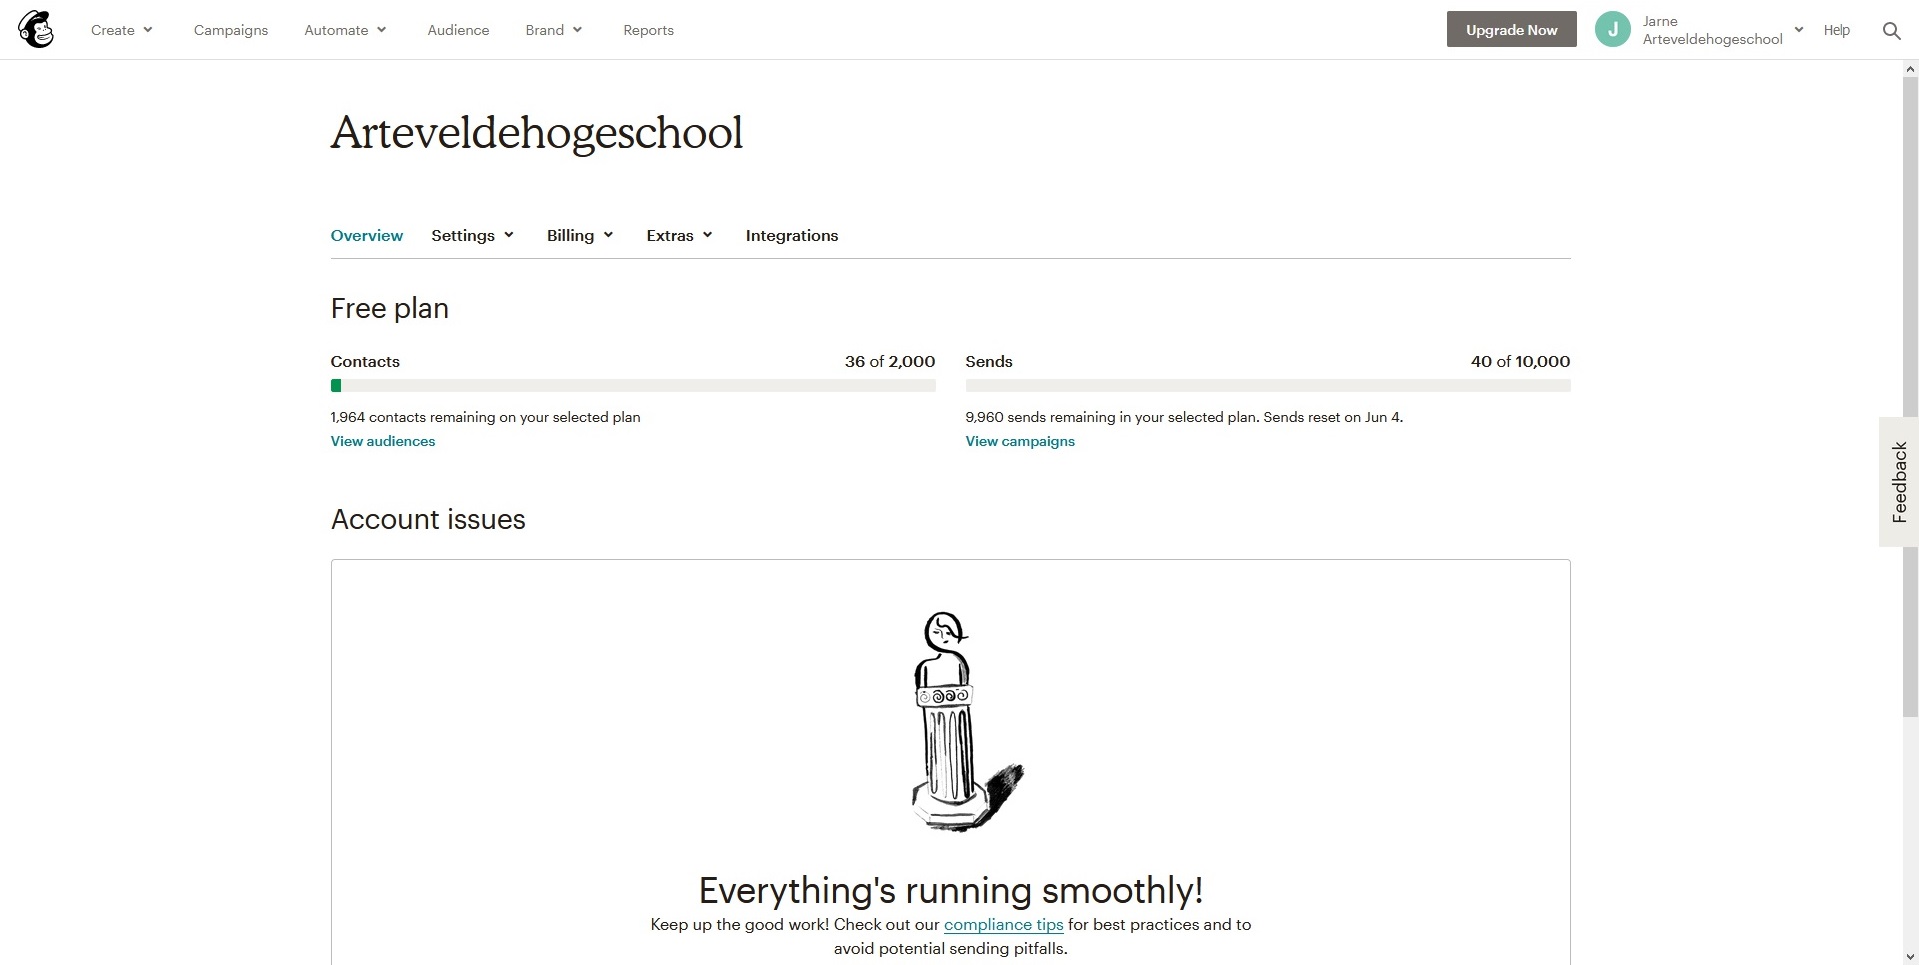 Create
Campaigns
Automate
Audience
Brand
Reports
Upgrade Now
J
Jarne
Arteveldehogeschool
Help
Arteveldehogeschool
Overview
Settings
Billing
Extras
Integrations
Free plan
Contacts
36 of 2,000
Sends
40 of 10,000
1,964 contacts remaining on your selected plan
View audiences
9,960 sends remaining in your selected plan. Sends reset on Jun 4.
View campaigns
Feedback
Account issues
Everything's running smoothly!
Keep up the good work! Check out our compliance tips for best practices and to
avoid potential sending pitfalls.